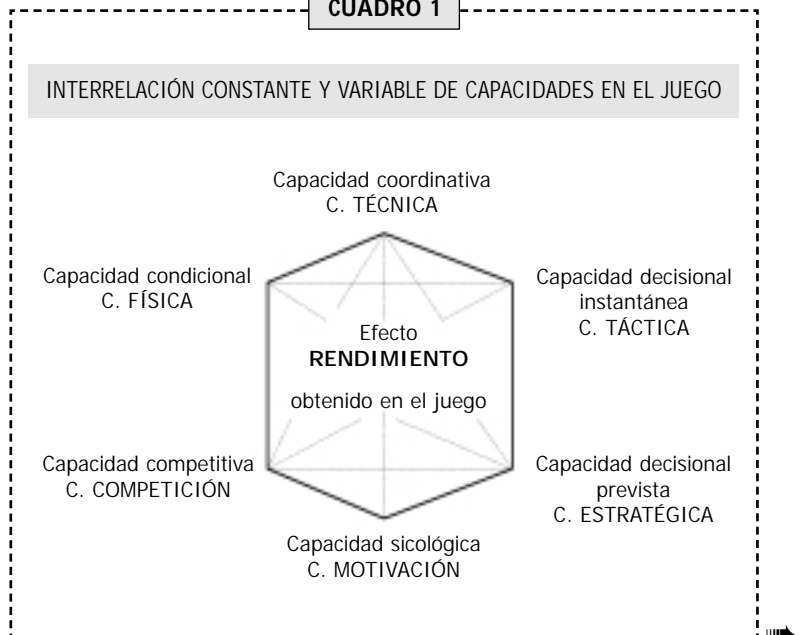 CUADRO 1
INTERRELACIÓN CONSTANTE Y VARIABLE DE CAPACIDADES EN EL JUEGO
Capacidad coordinativa
C. TÉCNICA
Capacidad condicional
C. FÍSICA
Capacidad decisional
instantánea
C. TÁCTICA
Efecto
RENDIMIENTO
obtenido en el juego
Capacidad competitiva
C. COMPETICIÓN
Capacidad decisional
prevista
C. ESTRATÉGICA
Capacidad sicológica
C. MOTIVACIÓN